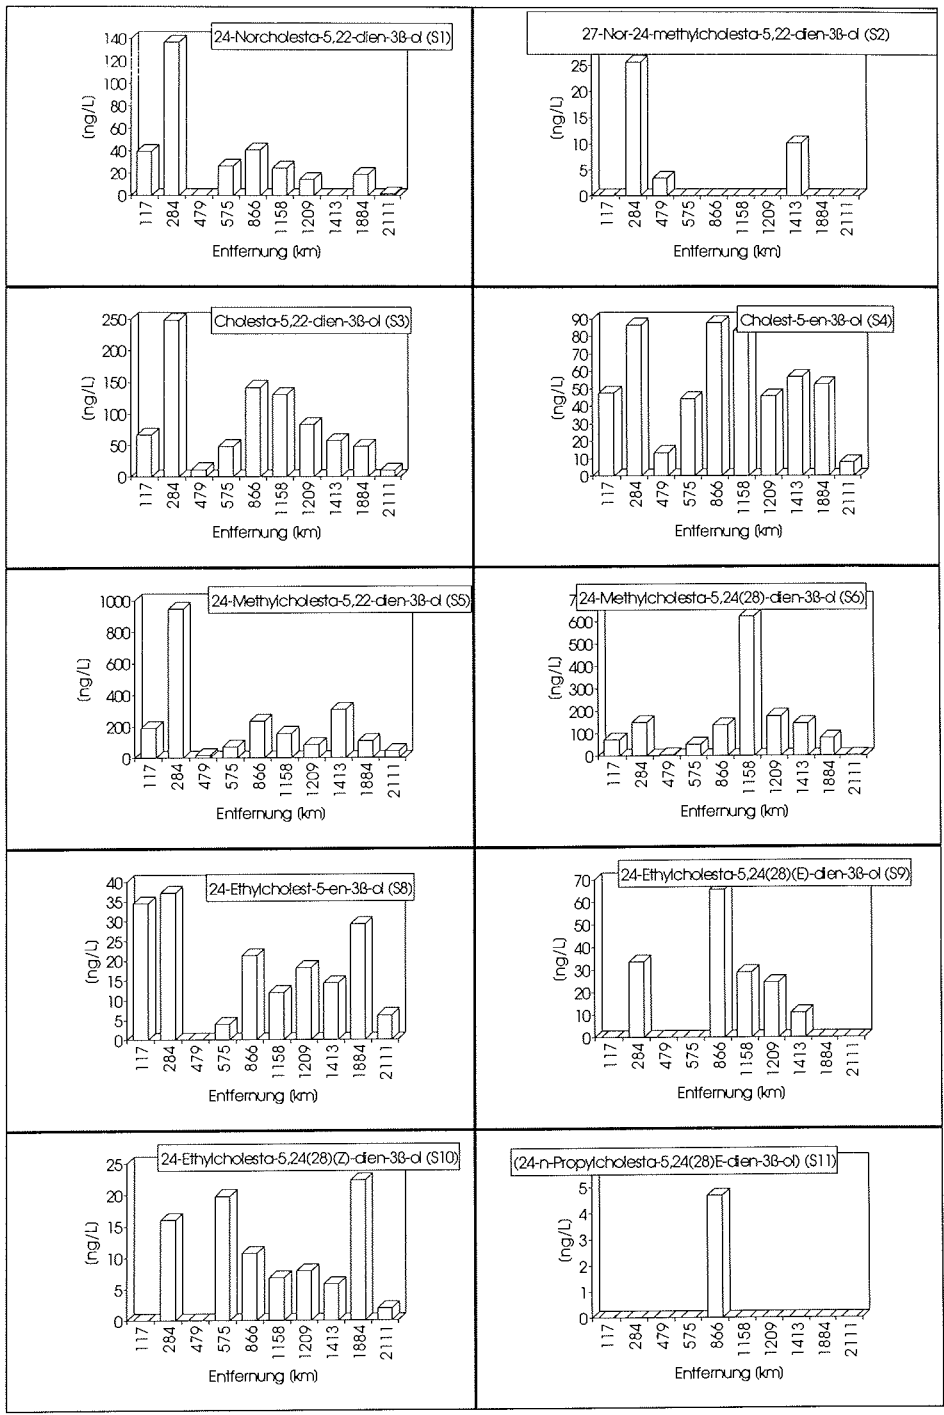 24-Norcholesta-5,22-dien-3ß-ol (S1)
(ng/L)
140
120
100
80
60
40
20
0
117 284 479 575 866 1158 1209 1413 1884 2111
Entfernung (km)
27-Nor-24-methylcholesta-5,22-dien-3ß-ol (S2)
(ng/L)
25
20
15
10
5
0
117 284 479 575 866 1158 1209 1413 1884 2111
Entfernung (km)
Cholesta-5,22-dien-3ß-ol (S3)
(ng/L)
250
200
150
100
50
0
117 284 479 575 866 1158 1209 1413 1884 2111
Entfernung (km)
Cholest-5-en-3ß-ol (S4)
(ng/L)
90
80
70
60
50
40
30
20
10
0
117 284 479 575 866 1158 1209 1413 1884 2111
Entfernung (km)
24-Methylcholesta-5,22-dien-3ß-ol (S5)
(ng/L)
1000
800
600
400
200
0
117 284 479 575 866 1158 1209 1413 1884 2111
Entfernung (km)
24-Methylcholesta-5,24(28)-dien-3ß-ol (S6)
(ng/L)
600
500
400
300
200
100
0
117 284 479 575 866 1158 1209 1413 1884 2111
Entfernung (km)
24-Ethylcholest-5-en-3ß-ol (S8)
(ng/L)
40
35
30
25
20
15
10
5
0
117 284 479 575 866 1158 1209 1413 1884 2111
Entfernung (km)
24-Ethylcholesta-5,24(28)(E)-dien-3ß-ol (S9)
(ng/L)
70
60
50
40
30
20
10
0
117 284 479 575 866 1158 1209 1413 1884 2111
Entfernung (km)
24-Ethylcholesta-5,24(28)(Z)-dien-3ß-ol (S10)
(ng/L)
25
20
15
10
5
0
117 284 479 575 866 1158 1209 1413 1884 2111
Entfernung (km)
(24-n-Propylcholesta-5,24(28)E-dien-3ß-ol) (S11)
(ng/L)
5
4
3
2
1
0
117 284 479 575 866 1158 1209 1413 1884 2111
Entfernung (km)